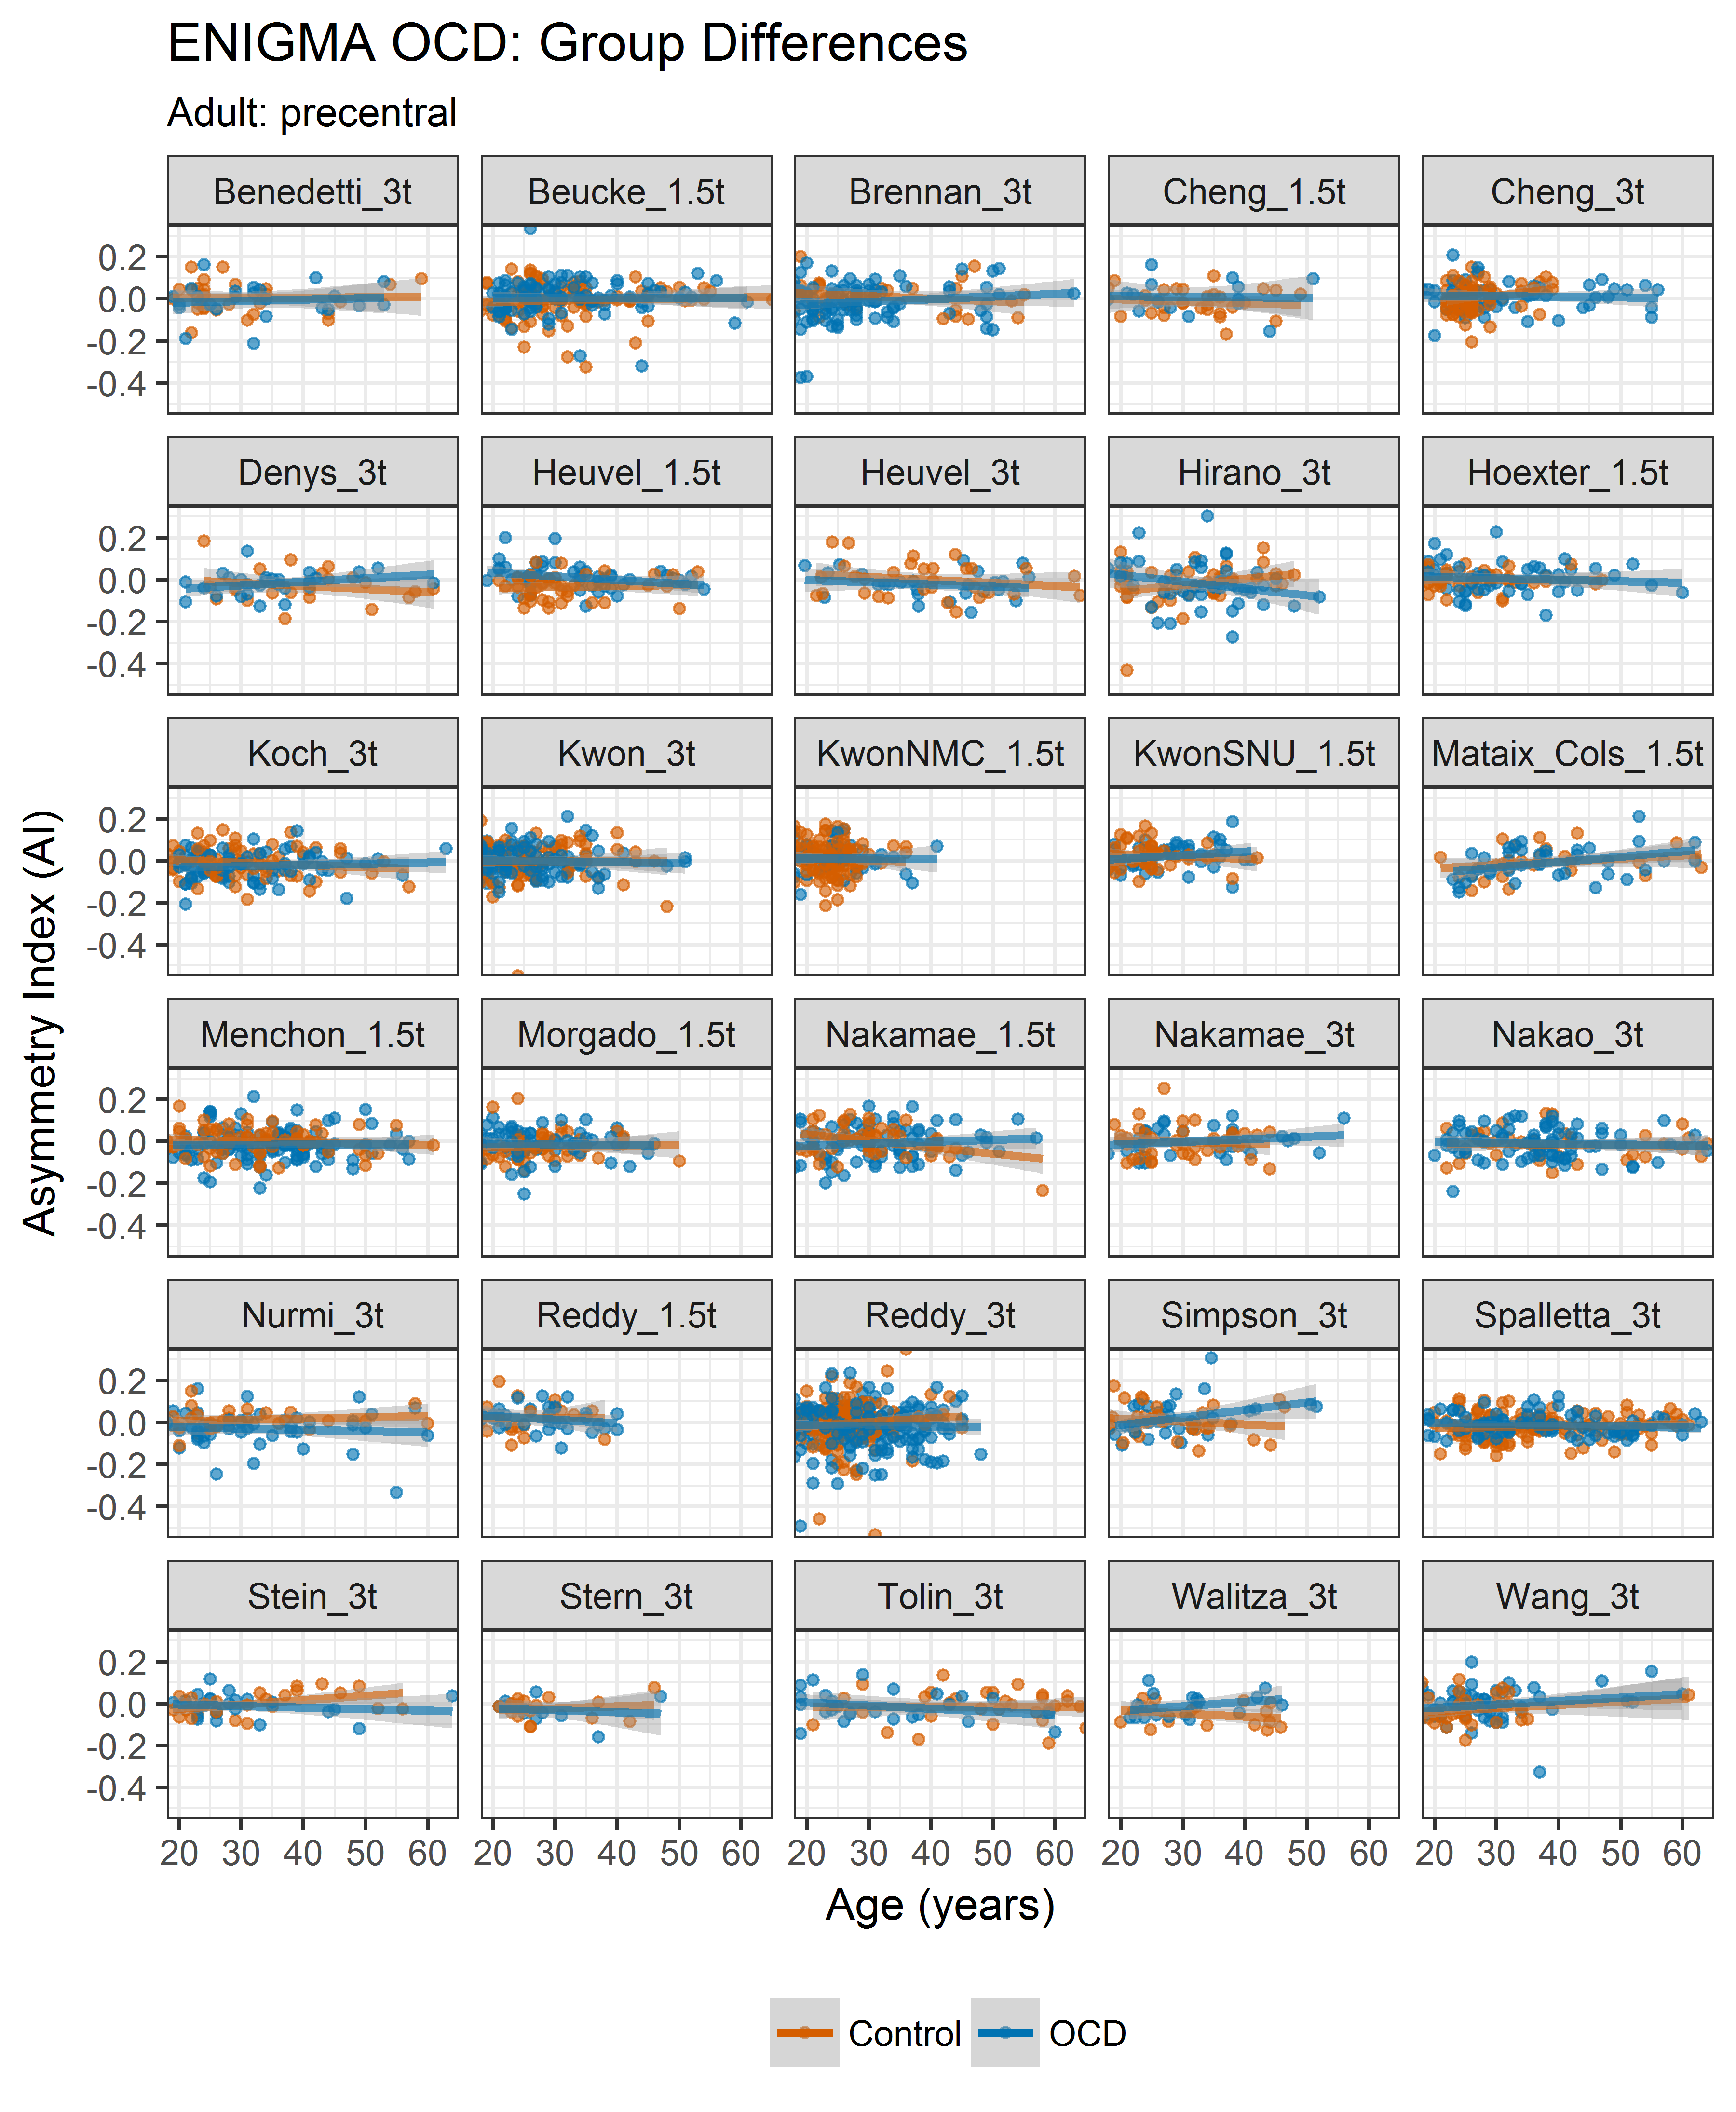 ENIGMA OCD: Group Differences
Adult: precentral
Benedetti_3t Beucke_1.5t Brennan_3t Cheng_1.5t Cheng_3t
0.2
0.0
-0.2
-0.4
Denys_3t Heuvel_1.5t Heuvel_3t Hirano_3t Hoexter_1.5t
0.2
0.0
-0.2
-0.4
Koch_3t Kwon_3t KwonNMC_1.5t KwonSNU_1.5t Mataix_Cols_1.5t
0.2
0.0
-0.2
-0.4
Menchon_1.5t Morgado_1.5t Nakamae_1.5t Nakamae_3t Nakao_3t
0.2
0.0
-0.2
-0.4
Nurmi_3t Reddy_1.5t Reddy_3t Simpson_3t Spalletta_3t
0.2
0.0
-0.2
-0.4
Stein_3t Stern_3t Tolin_3t Walitza_3t Wang_3t
0.2
0.0
-0.2
-0.4
20 30 40 50 60 20 30 40 50 60 20 30 40 50 60 20 30 40 50 60 20 30 40 50 60
Asymmetry Index (AI)
Age (years)
Control OCD